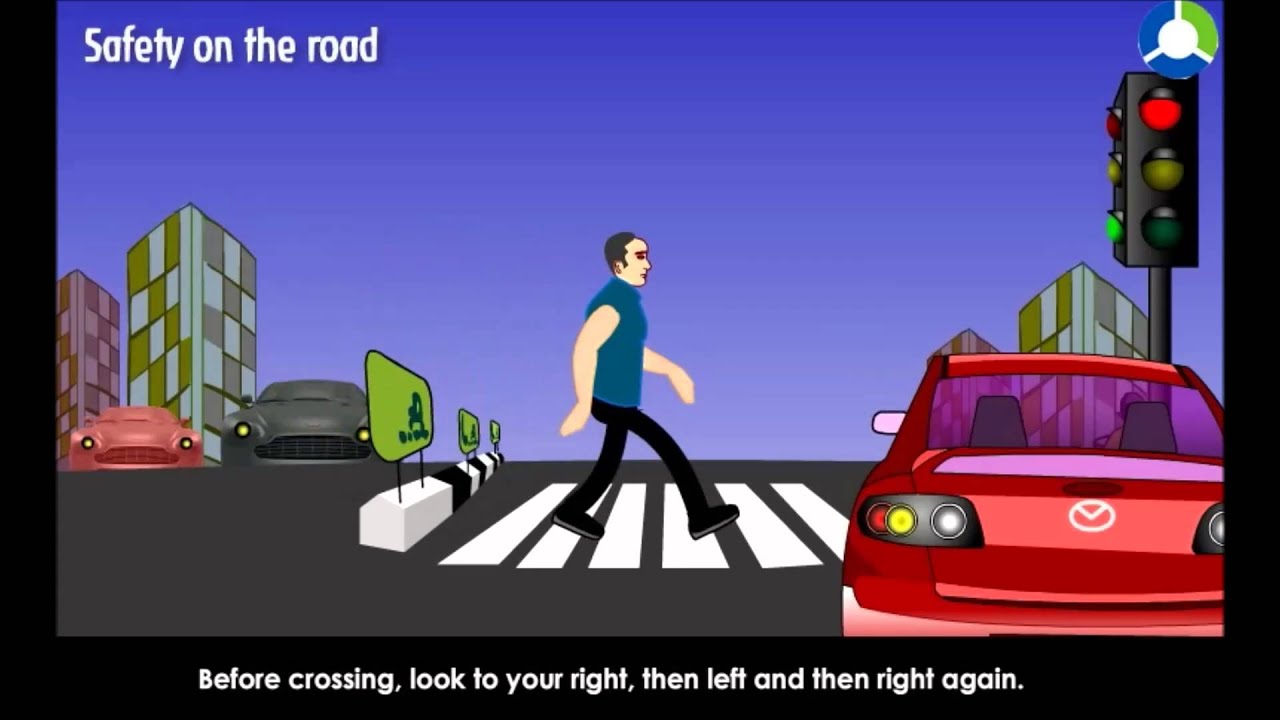 Safety on the road
Before crossing, look to your right, then left and then right again.